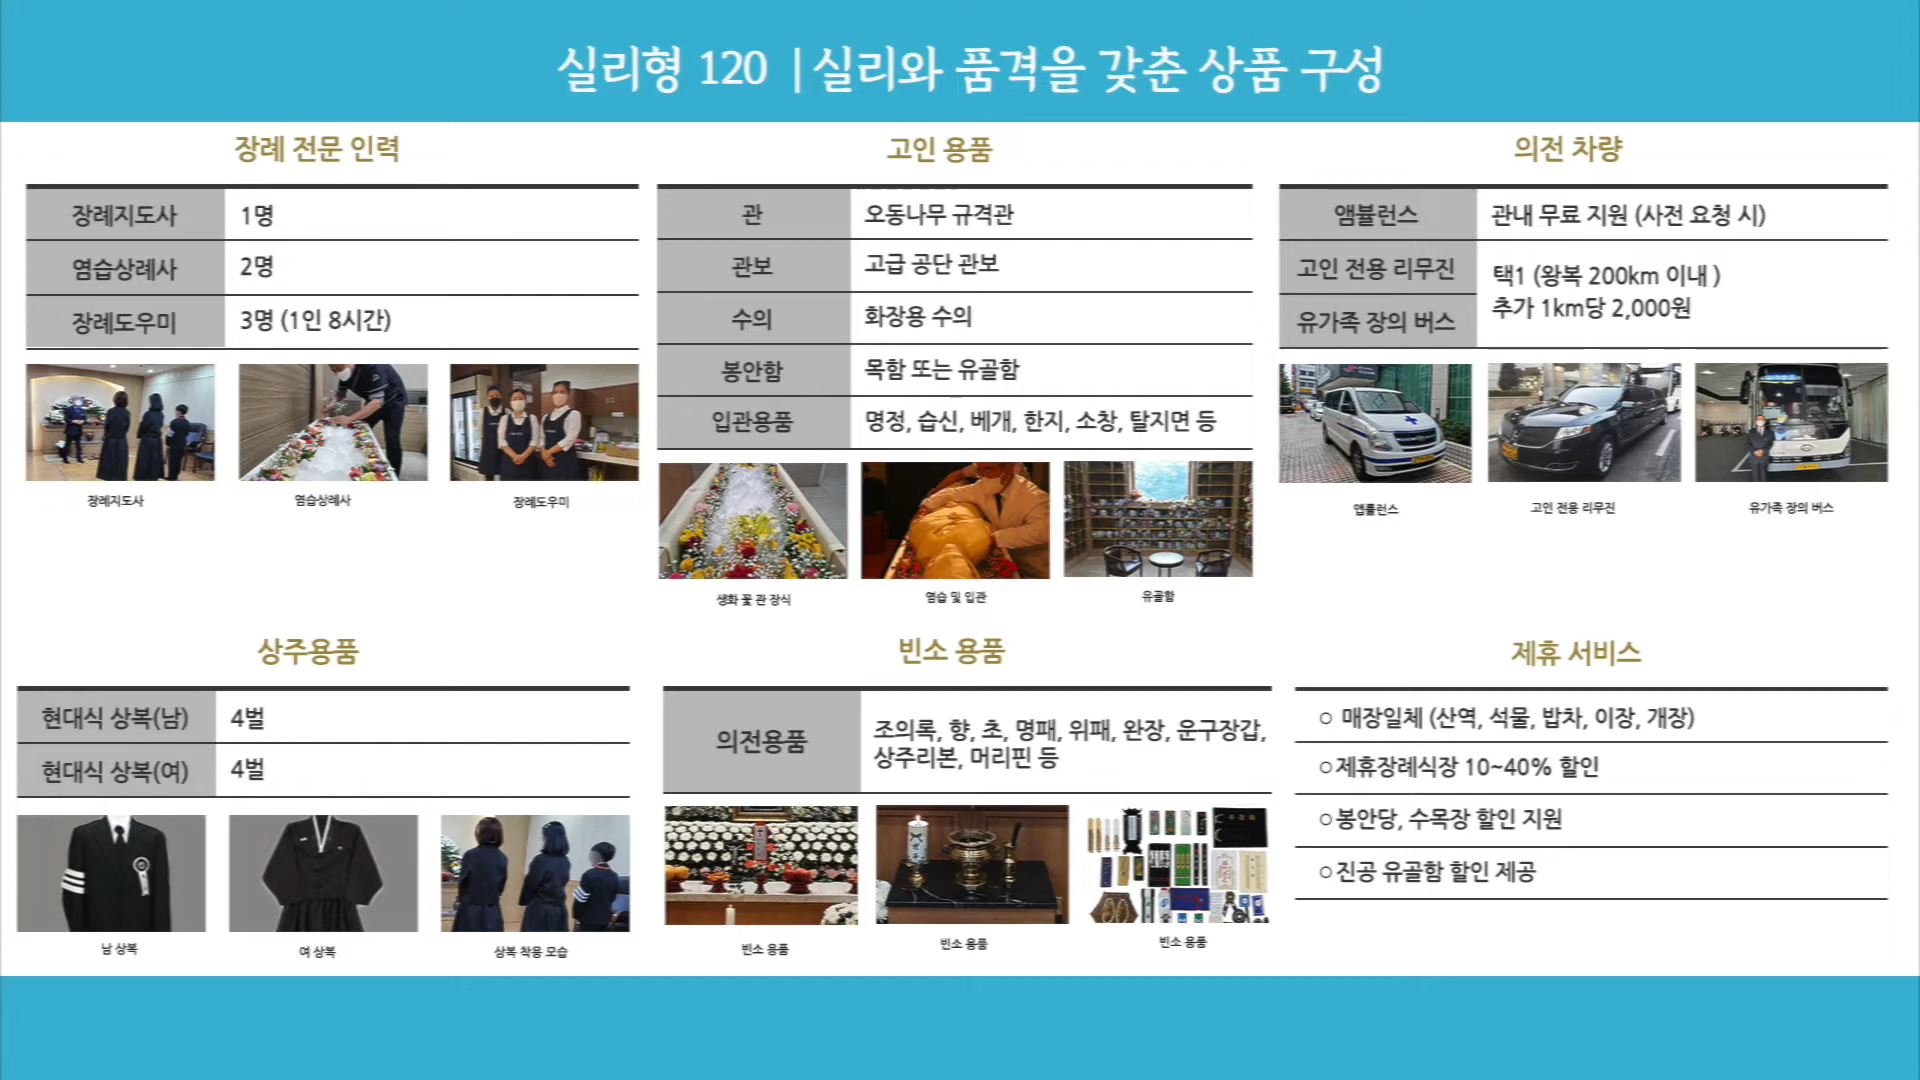 실리형 120 | 실리와 품격을 갖춘 상품 구성
장례 전문 인력
장례지도사 1명
염습상례사 2명
장례도우미 3명 (1인 8시간)
장례지도사
염습상례사
장례도우미
고인 용품
관 오동나무 규격관
관보 고급 공단 관보
수의 화장용 수의
봉안함 목함 또는 유골함
입관용품 명정, 습신, 베개, 한지, 소창, 탈지면 등
생화 꽃 관 장식
염습 및 입관
유골함
의전 차량
앰뷸런스 관내 무료 지원 (사전 요청 시)
고인 전용 리무진
유가족 장의 버스
택1 (왕복 200km 이내 )
추가 1km당 2,000원
앰뷸런스
고인 전용 리무진
유가족 장의 버스
상주용품
현대식 상복(남) 4벌
현대식 상복(여) 4벌
남 상복
여 상복
상복 착용 모습
빈소 용품
의전용품
조의록, 향, 초, 명패, 위패, 완장, 운구장갑,
상주리본, 머리핀 등
빈소 용품
빈소 용품
빈소 용품
제휴 서비스
○ 매장일체 (산역, 석물, 밥차, 이장, 개장)
○제휴장례식장 10~40% 할인
○봉안당, 수목장 할인 지원
○진공 유골함 할인 제공